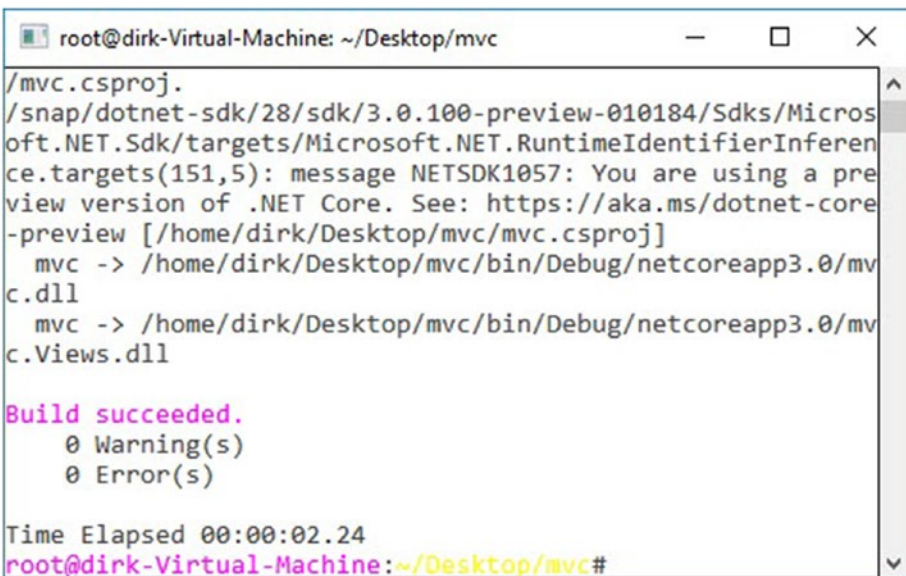 root@dirk-Virtual-Machine: ~/Desktop/mvc
/mvc.csproj.
/snap/dotnet-sdk/28/sdk/3.0.100-preview-010184/Sdks/Micros
oft.NET.Sdk/targets/Microsoft.NET.RuntimeIdentifierInferen
ce.targets(151,5): message NETSDK1057: You are using a pre
view version of .NET Core. See: https://aka.ms/dotnet-core
-preview [/home/dirk/Desktop/mvc/mvc.csproj]
  mvc -> /home/dirk/Desktop/mvc/bin/Debug/netcoreapp3.0/mv
c.dll
  mvc -> /home/dirk/Desktop/mvc/bin/Debug/netcoreapp3.0/mv
c.Views.dll
Build succeeded.
    0 Warning(s)
    0 Error(s)
Time Elapsed 00:00:02.24
root@dirk-Virtual-Machine:~/Desktop/mvc#